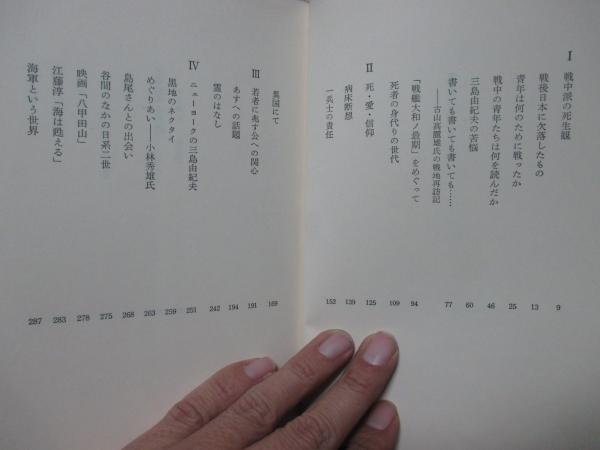 I
戦中派の死生観 9
戦後日本に欠落したもの 13
青年は何のために戦ったか 25
戦中の青年たちは何を読んだか 46
三島由紀夫の苦悩 60
書いても書いても書いても……
――古山高麗雄氏の戦地再訪記 77
「戦艦大和ノ最期」をめぐって 94
死者の身代りの世代 109
II
死・愛・信仰 125
病床断想 139
一兵士の責任 152
異国にて 169
III
若者に兆す公への関心 191
あすへの話題 194
霊のはなし 242
IV
ニューヨークの三島由紀夫 251
黒地のネクタイ 259
めぐりあい――小林秀雄氏 263
島尾さんとの出会い 268
谷間のなかの日系二世 275
映画「八甲田山」 278
江藤淳「海は甦える」 283
海軍という世界 287